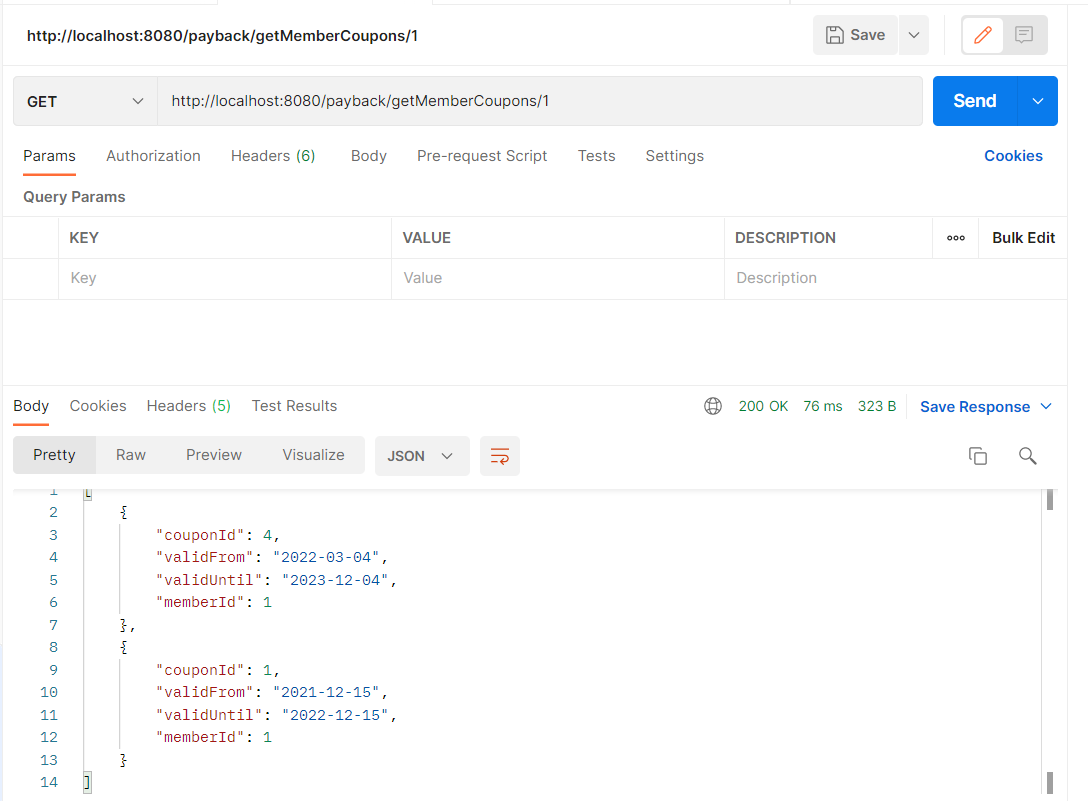 http://localhost:8080/payback/getMemberCoupons/1
Save
GET
http://localhost:8080/payback/getMemberCoupons/1
Send
Params Authorization Headers (6) Body Pre-request Script Tests Settings Cookies
Query Params
KEY VALUE DESCRIPTION ooo Bulk Edit
Key Value Description
Body Cookies Headers (5) Test Results 200 OK 76 ms 323 B Save Response
Pretty Raw Preview Visualize JSON
1 [
2 {
3 "couponId": 4,
4 "validFrom": "2022-03-04",
5 "validUntil": "2023-12-04",
6 "memberId": 1
7 },
8 {
9 "couponId": 1,
10 "validFrom": "2021-12-15",
11 "validUntil": "2022-12-15",
12 "memberId": 1
13 }
14 ]